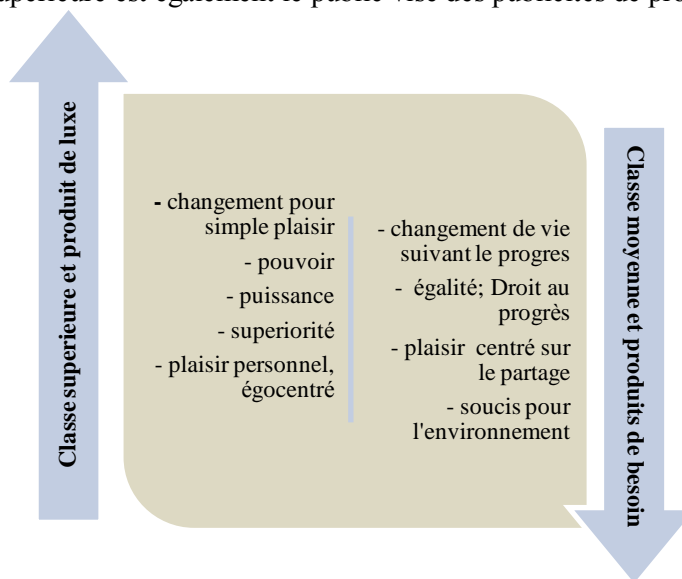 supérieure est également le public visé des publicités de pro
Classe superieure et produit de luxe
- changement pour
simple plaisir
- pouvoir
- puissance
- superiorité
- plaisir personnel,
égocentré
- changement de vie
suivant le progres
- égalité; Droit au
progrès
- plaisir centré sur
le partage
- soucis pour
l'environnement
Classe moyenne et produits de besoin